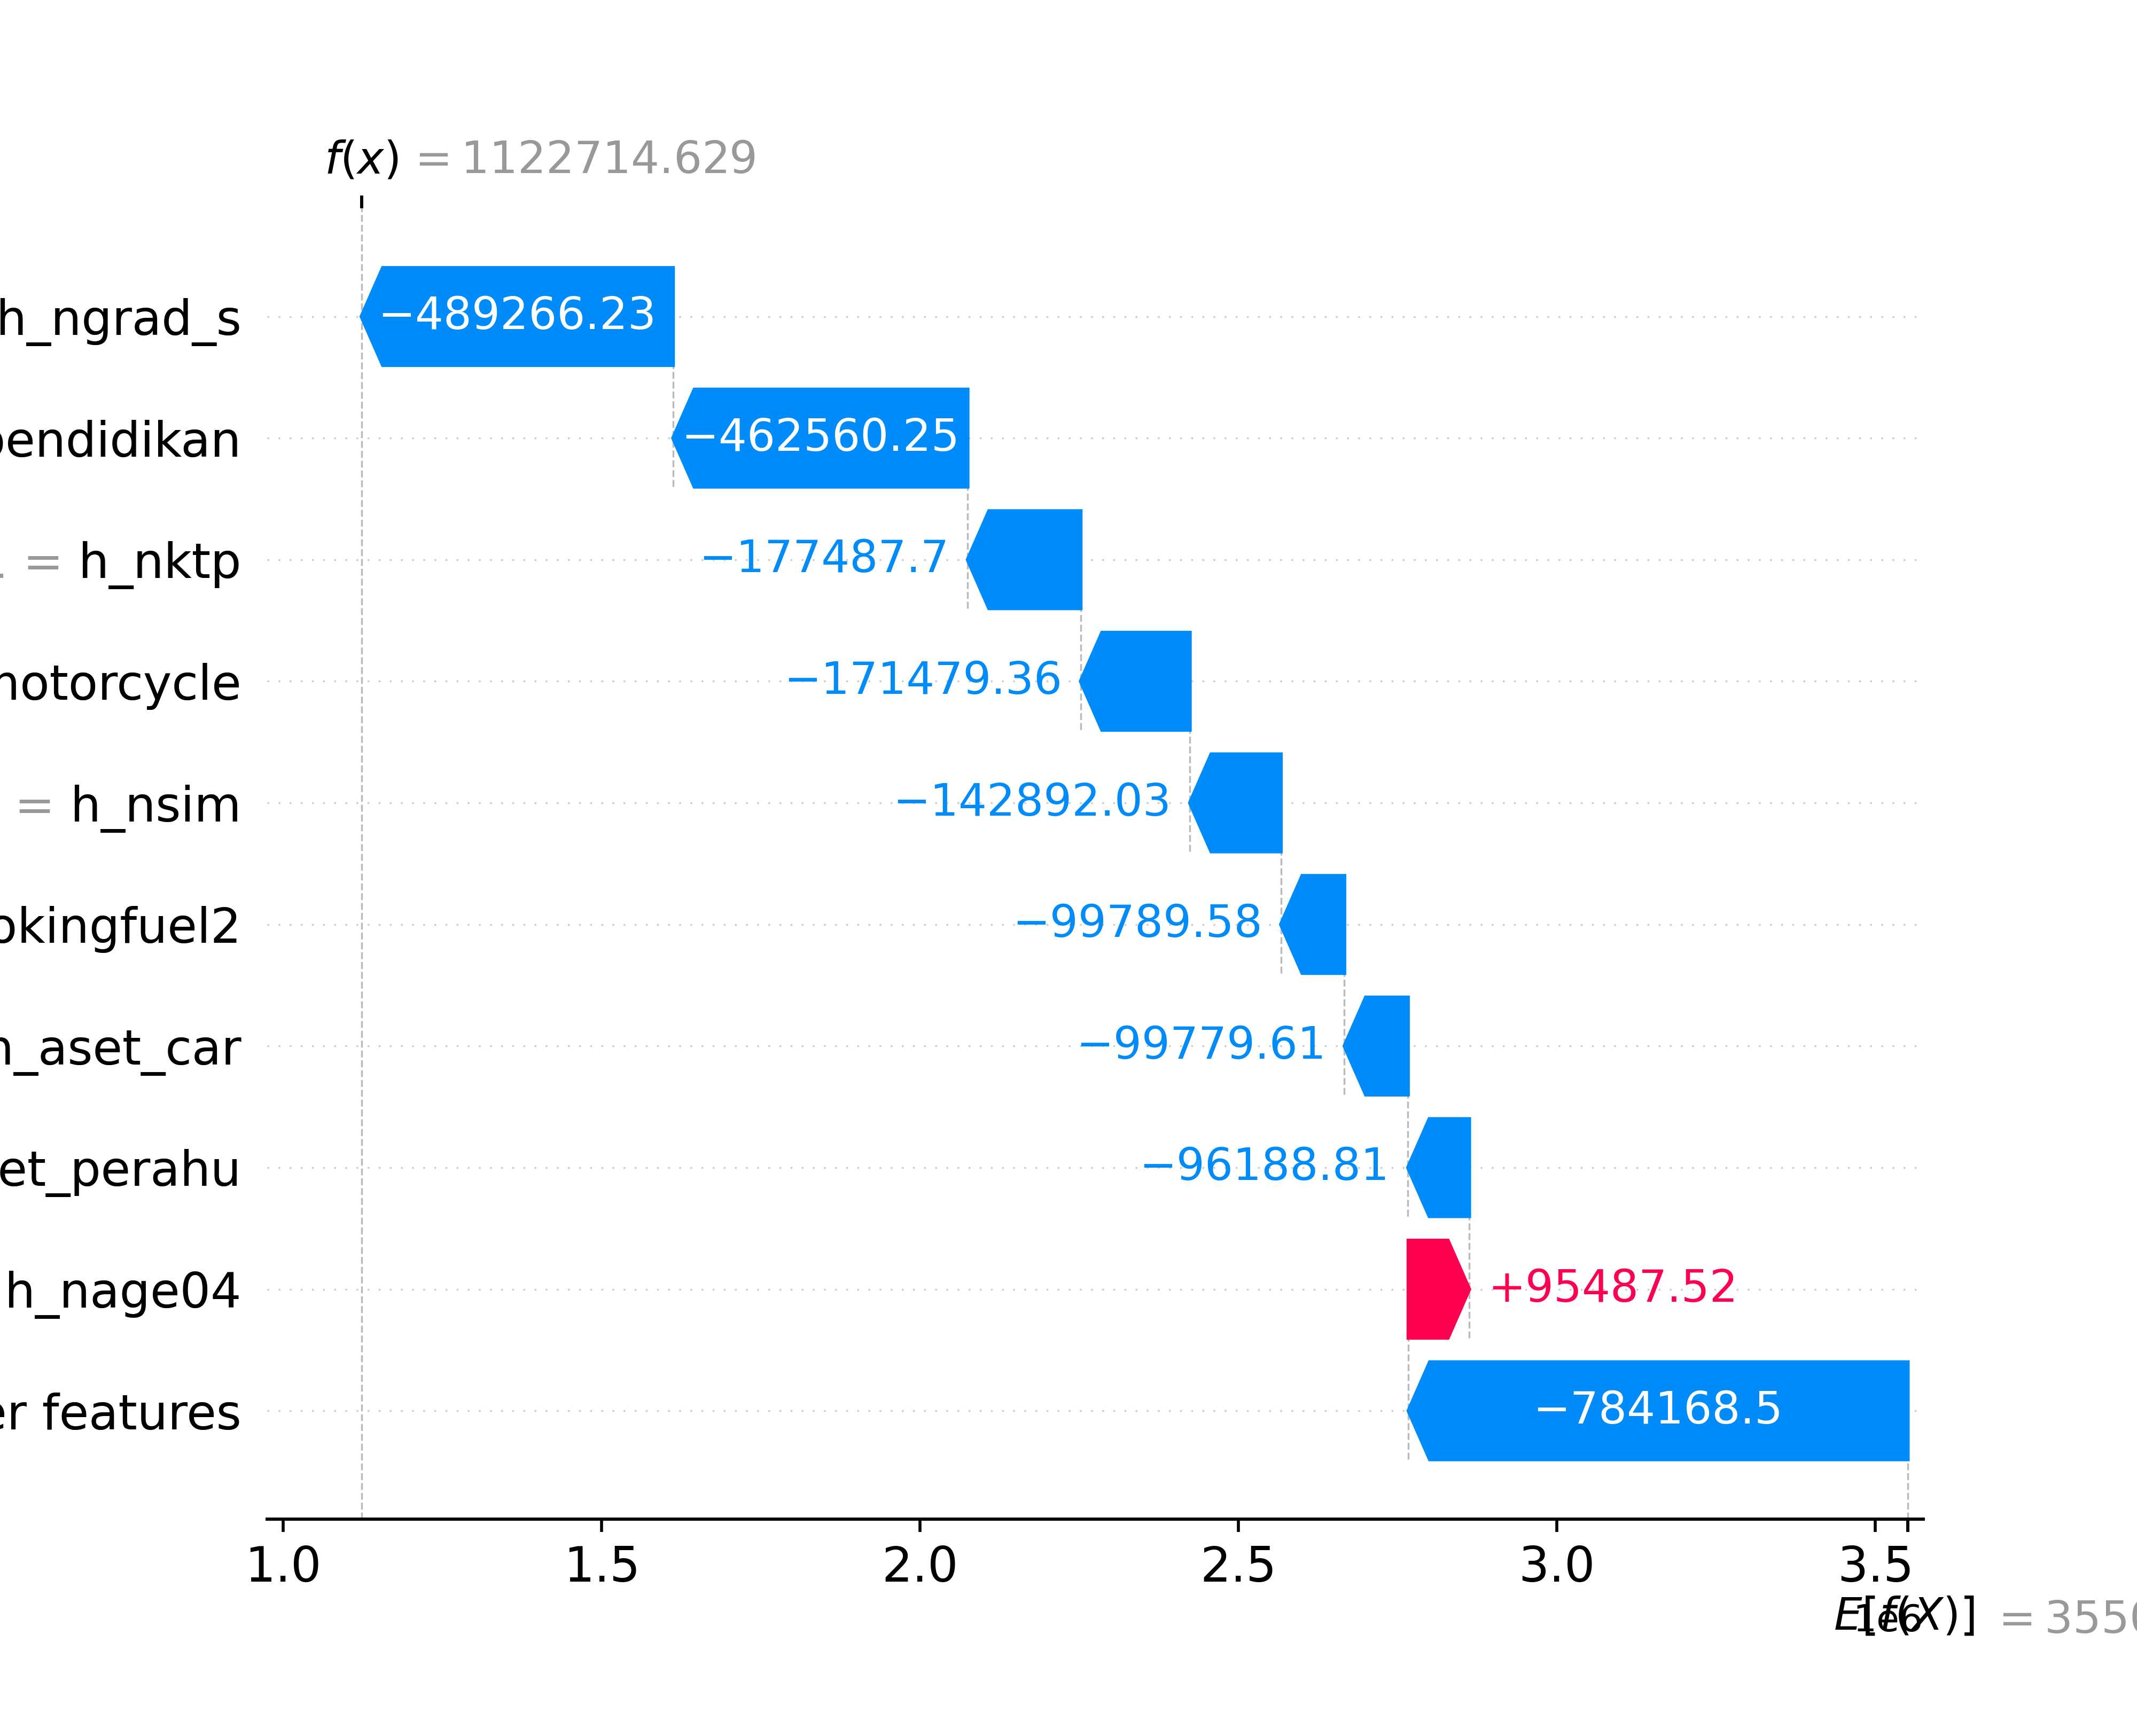 f(x) = 1122714.629
h_ngrad_s −489266.23
pendidikan −462560.25
= h_nktp −177487.7
motorcycle −171479.36
= h_nsim −142892.03
okingfuel2 −99789.58
h_aset_car −99779.61
et_perahu −96188.81
h_nage04 +95487.52
er features −784168.5
1.0 1.5 2.0 2.5 3.0 3.5
1e6
E[f(X)] = 3550